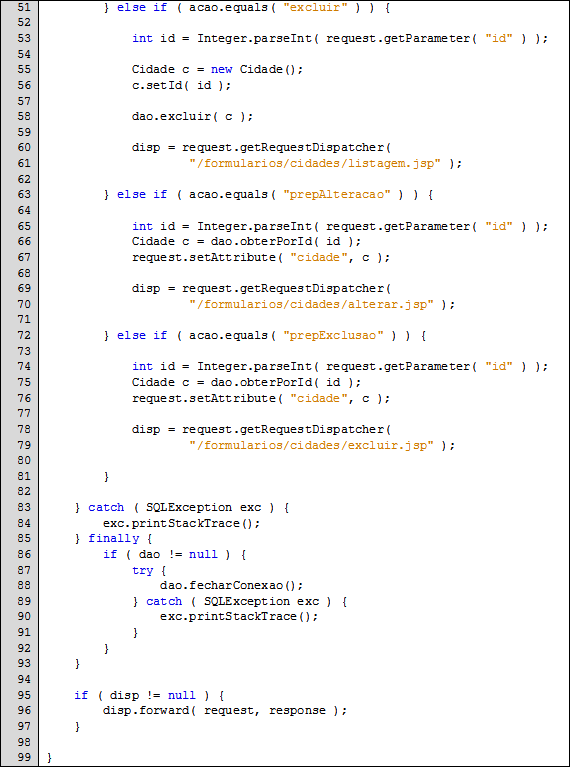 51         } else if ( acao.equals( "excluir" ) ) {
52
53             int id = Integer.parseInt( request.getParameter( "id" ) );
54
55             Cidade c = new Cidade();
56             c.setId( id );
57
58             dao.excluir( c );
59
60             disp = request.getRequestDispatcher(
61                     "/formularios/cidades/listagem.jsp" );
62
63         } else if ( acao.equals( "prepAlteracao" ) ) {
64
65             int id = Integer.parseInt( request.getParameter( "id" ) );
66             Cidade c = dao.obterPorId( id );
67             request.setAttribute( "cidade", c );
68
69             disp = request.getRequestDispatcher(
70                     "/formularios/cidades/alterar.jsp" );
71
72         } else if ( acao.equals( "prepExclusao" ) ) {
73
74             int id = Integer.parseInt( request.getParameter( "id" ) );
75             Cidade c = dao.obterPorId( id );
76             request.setAttribute( "cidade", c );
77
78             disp = request.getRequestDispatcher(
79                     "/formularios/cidades/excluir.jsp" );
80
81         }
82
83     } catch ( SQLException exc ) {
84         exc.printStackTrace();
85     } finally {
86         if ( dao != null ) {
87             try {
88                 dao.fecharConexao();
89             } catch ( SQLException exc ) {
90                 exc.printStackTrace();
91             }
92         }
93     }
94
95     if ( disp != null ) {
96         disp.forward( request, response );
97     }
98
99 }